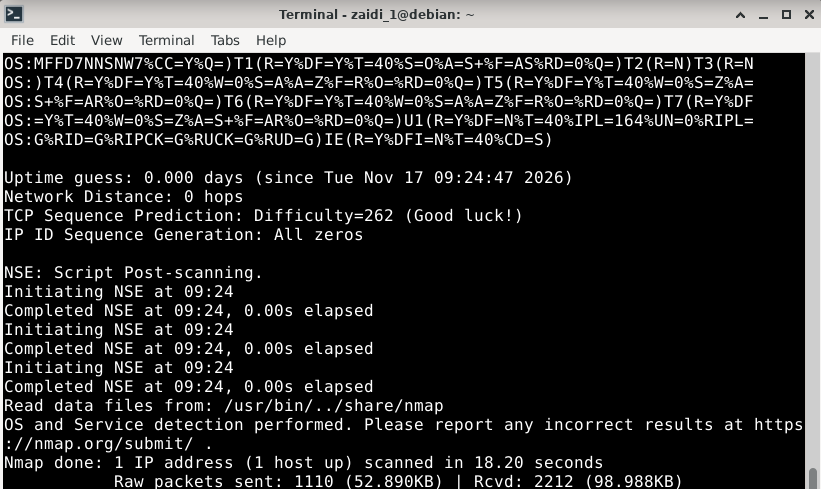 Terminal - zaidi_1@debian: ~
File Edit View Terminal Tabs Help
OS:MFFD7NNSNW7%CC=Y%Q=)T1(R=Y%DF=Y%T=40%S=O%A=S+%F=AS%RD=0%Q=)T2(R=N)T3(R=N
OS:)T4(R=Y%DF=Y%T=40%W=0%S=A%A=Z%F=R%O=%RD=0%Q=)T5(R=Y%DF=Y%T=40%W=0%S=Z%A=
OS:S+%F=AR%O=%RD=0%Q=)T6(R=Y%DF=Y%T=40%W=0%S=A%A=Z%F=R%O=%RD=0%Q=)T7(R=Y%DF
OS:=Y%T=40%W=0%S=Z%A=S+%F=AR%O=%RD=0%Q=)U1(R=Y%DF=N%T=40%IPL=164%UN=0%RIPL=
OS:G%RID=G%RIPCK=G%RUCK=G%RUD=G)IE(R=Y%DFI=N%T=40%CD=S)
Uptime guess: 0.000 days (since Tue Nov 17 09:24:47 2026)
Network Distance: 0 hops
TCP Sequence Prediction: Difficulty=262 (Good luck!)
IP ID Sequence Generation: All zeros
NSE: Script Post-scanning.
Initiating NSE at 09:24
Completed NSE at 09:24, 0.00s elapsed
Initiating NSE at 09:24
Completed NSE at 09:24, 0.00s elapsed
Initiating NSE at 09:24
Completed NSE at 09:24, 0.00s elapsed
Read data files from: /usr/bin/../share/nmap
OS and Service detection performed. Please report any incorrect results at https
://nmap.org/submit/ .
Nmap done: 1 IP address (1 host up) scanned in 18.20 seconds
Raw packets sent: 1110 (52.890KB) | Rcvd: 2212 (98.988KB)